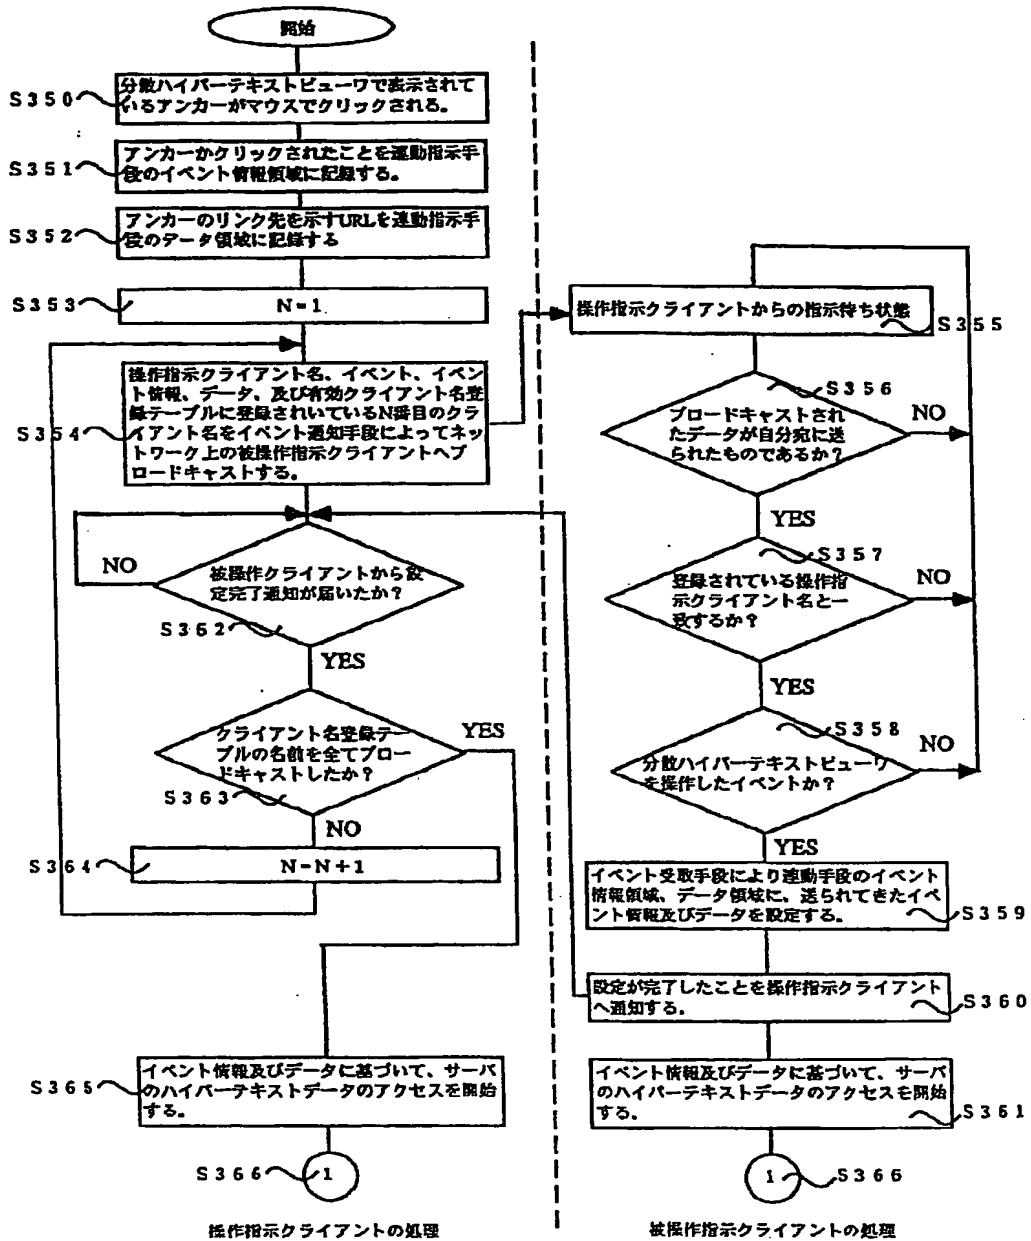 開始
S350
分散ハイパーテキストビューワで表示されて
いるアンカーがマウスでクリックされる。
S351
アンカーがクリックされたことを連動指示手
段のイベント情報領域に記録する。
S352
アンカーのリンク先を示すURLを連動指示手
段のデータ領域に記録する
S353
N=1
S354
操作指示クライアント名、イベント、イベン
ト情報、データ、及び有効クライアント名登
録テーブルに登録されいているN番目のクラ
イアント名をイベント通知手段によってネッ
トワーク上の被操作指示クライアントへブ
ロードキャストする。
NO
被操作クライアントから設
定完了通知が届いたか?
S362
YES
クライアント名登録テー
ブルの名前を全てブロー
ドキャストしたか?
S363
YES
NO
S364
N=N+1
S365
イベント情報及びデータに基づいて、サーバ
のハイパーテキストデータのアクセスを開始
する。
S366
1
操作指示クライアントの処理
操作指示クライアントからの指示待ち状態
S355
S356
ブロードキャストされ
たデータが自分宛に送
られたものであるか?
NO
YES
S357
登録されている操作指
示クライアント名と一
致するか?
NO
YES
S358
分散ハイパーテキストビューワ
を操作したイベントか?
NO
YES
イベント受取手段により連動手段のイベント
情報領域、データ領域に、送られてきたイベ
ント情報及びデータを設定する。
S359
設定が完了したことを操作指示クライアント
へ通知する。
S360
イベント情報及びデータに基づいて、サーバ
のハイパーテキストデータのアクセスを開始
する。
S361
1
S366
被操作指示クライアントの処理